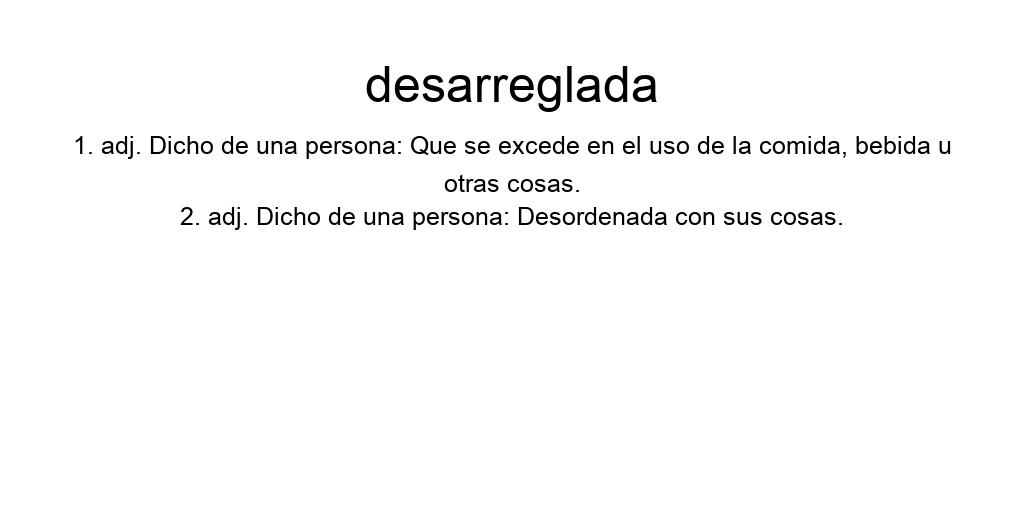 desarreglada
1. adj. Dicho de una persona: Que se excede en el uso de la comida, bebida u
otras cosas.
2. adj. Dicho de una persona: Desordenada con sus cosas.